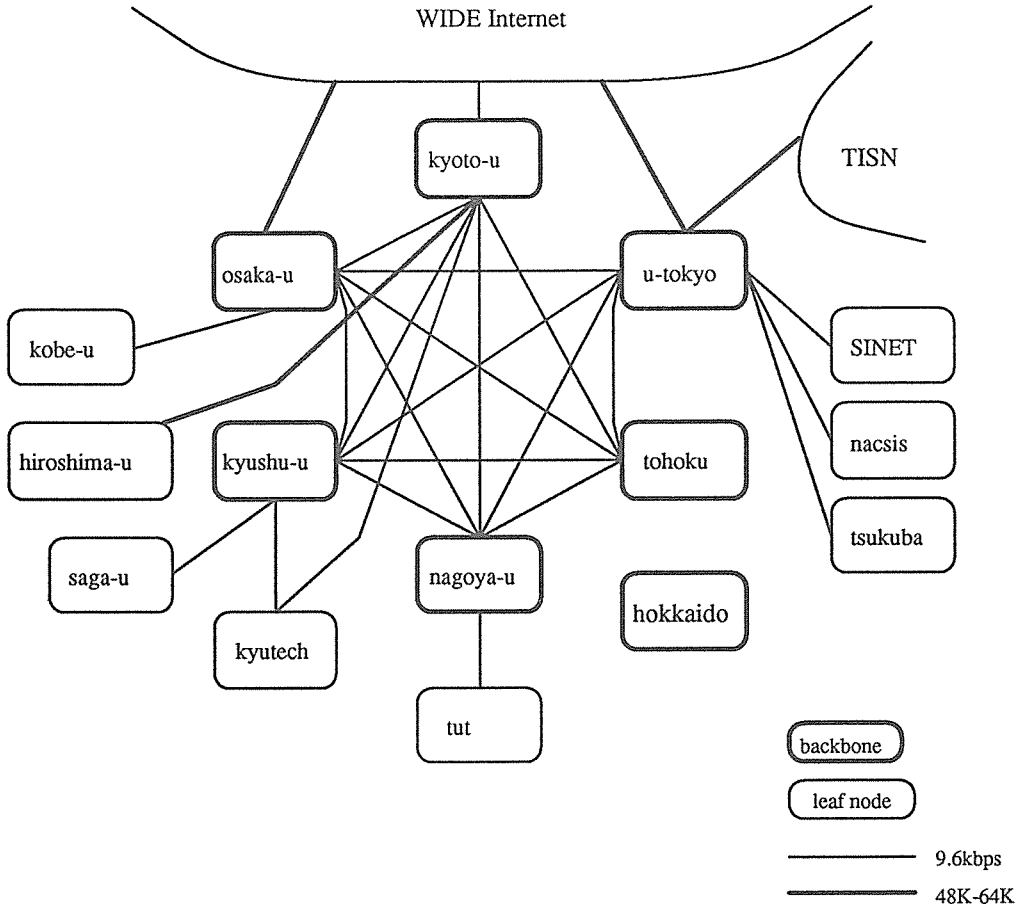 WIDE Internet
kyoto-u
TISN
osaka-u
u-tokyo
kobe-u
SINET
hiroshima-u
kyushu-u
tohoku
nacsis
saga-u
nagoya-u
tsukuba
hokkaido
kyutech
tut
backbone
leaf node
9.6kbps
48K-64K